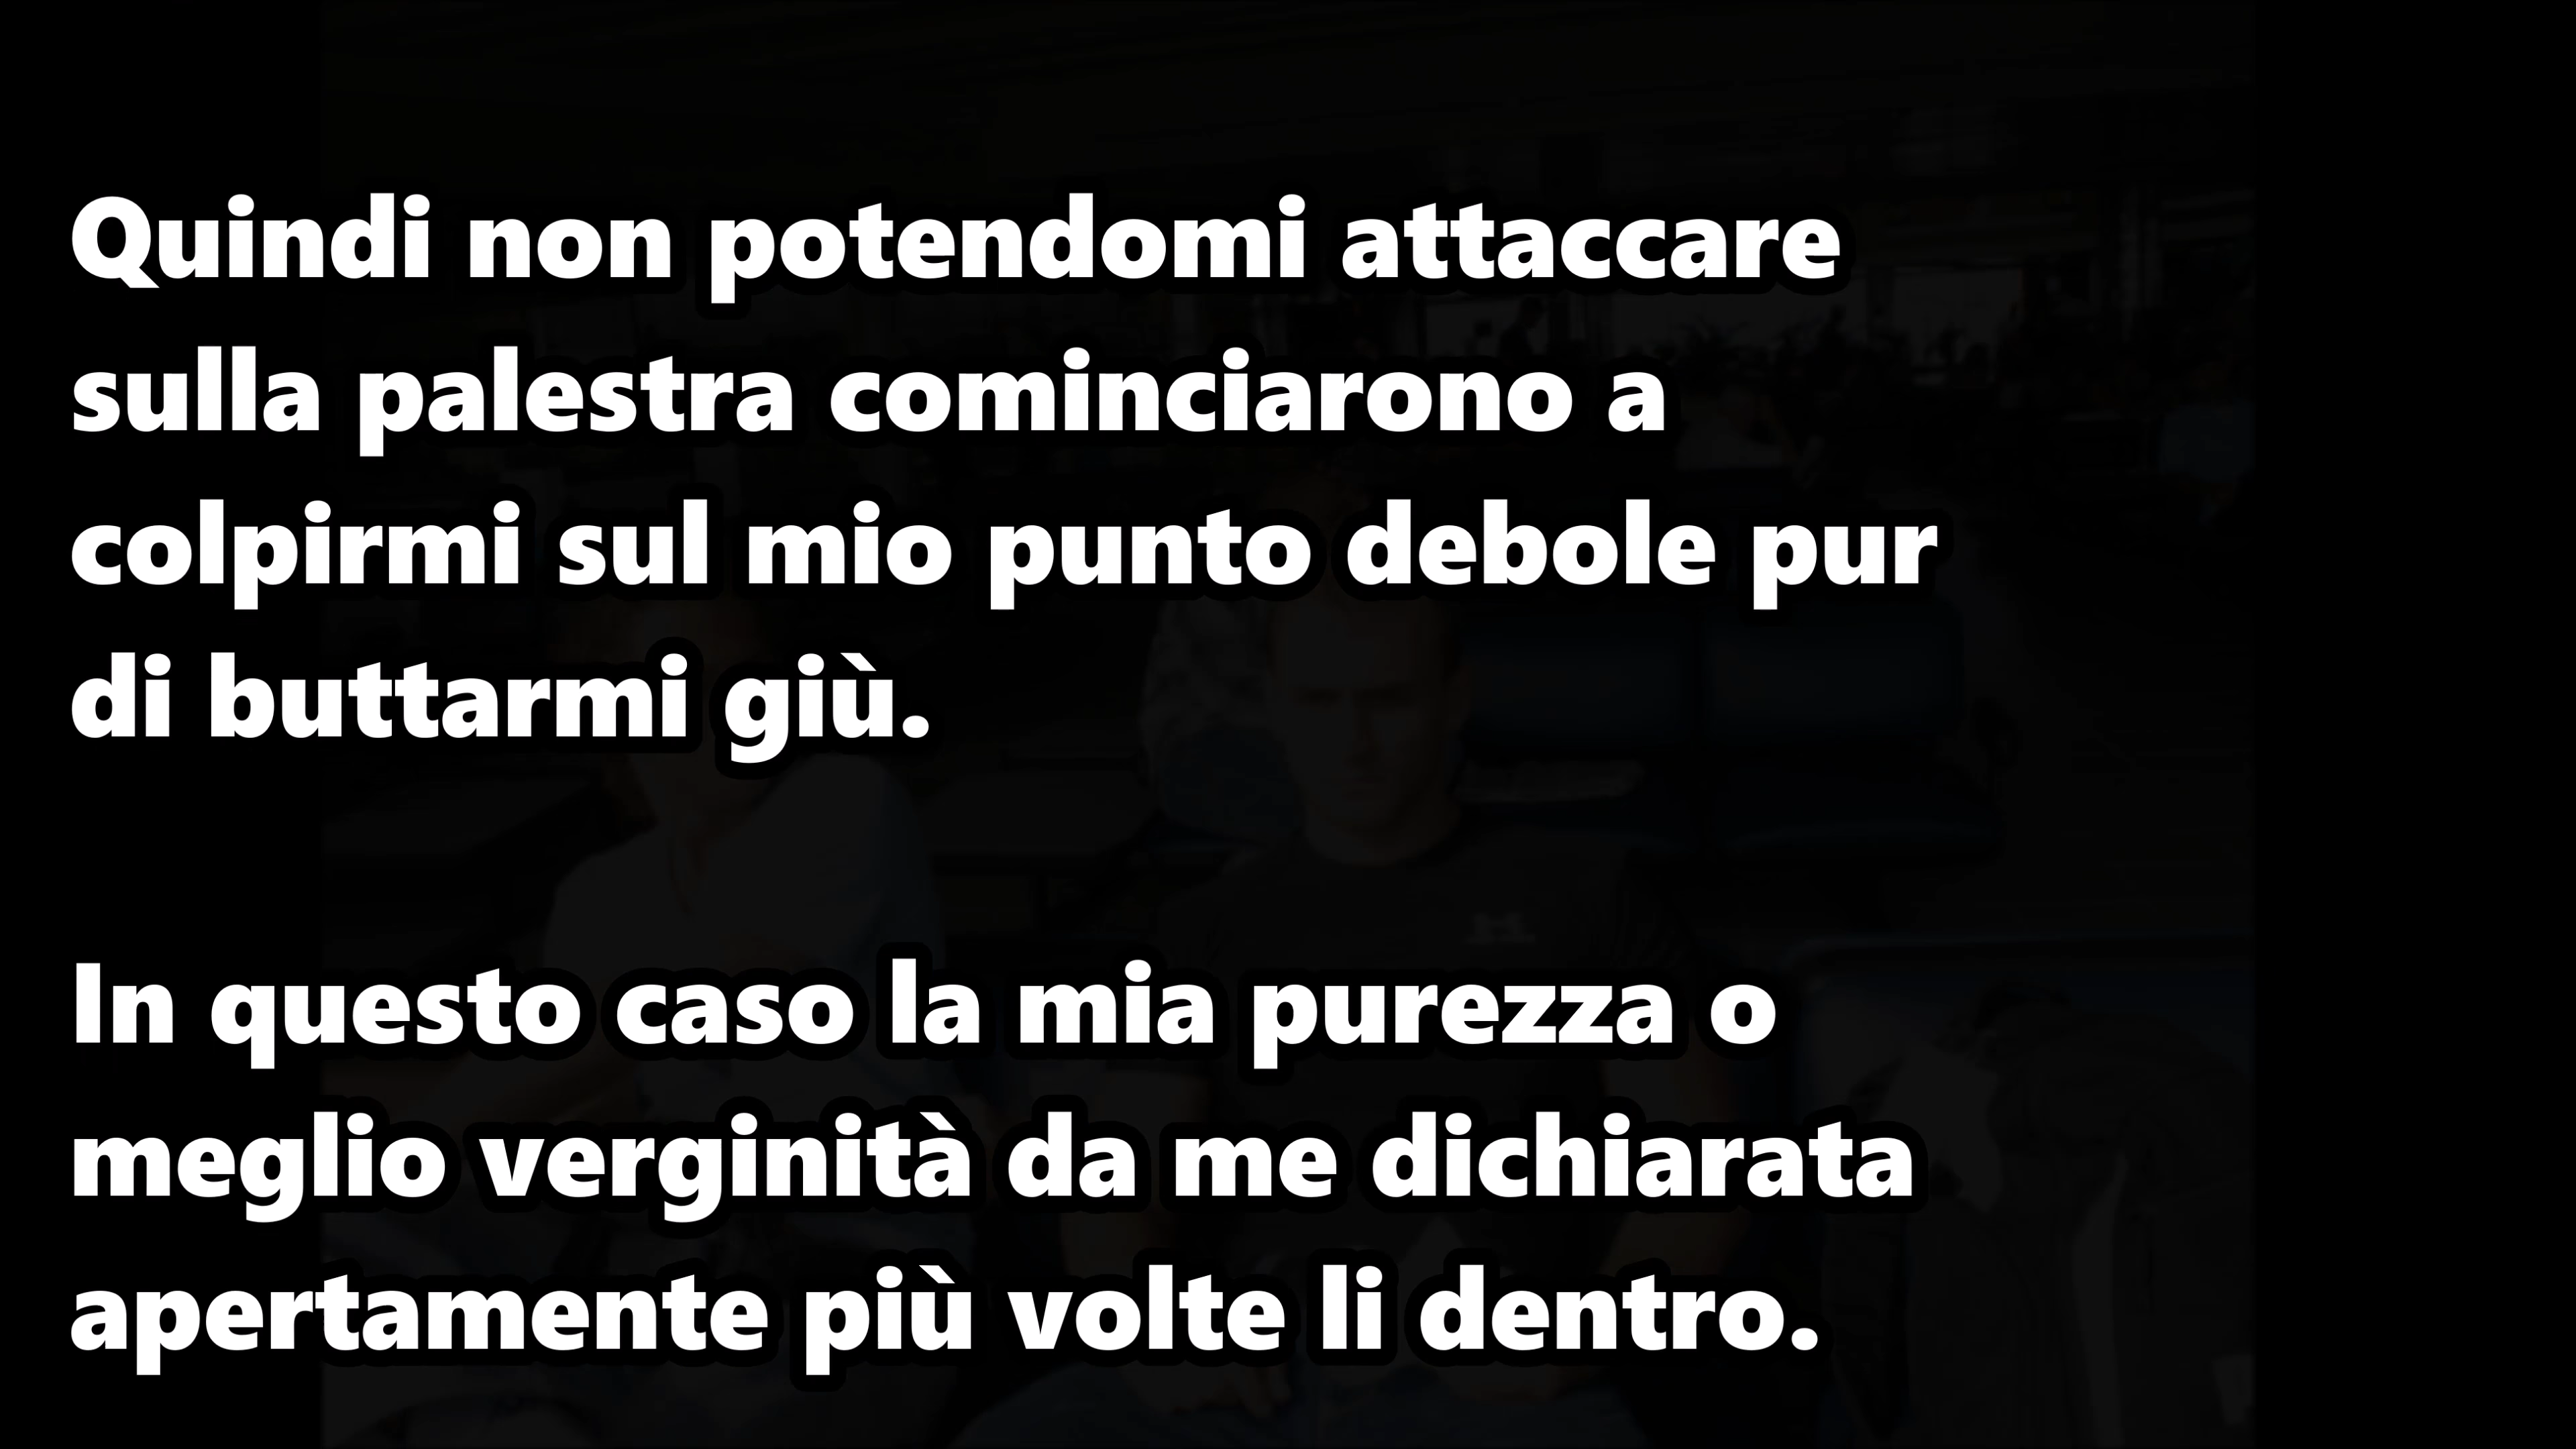 Quindi non potendomi attaccare
sulla palestra cominciarono a
colpirmi sul mio punto debole pur
di buttarmi giù.
In questo caso la mia purezza o
meglio verginità da me dichiarata
apertamente più volte li dentro.